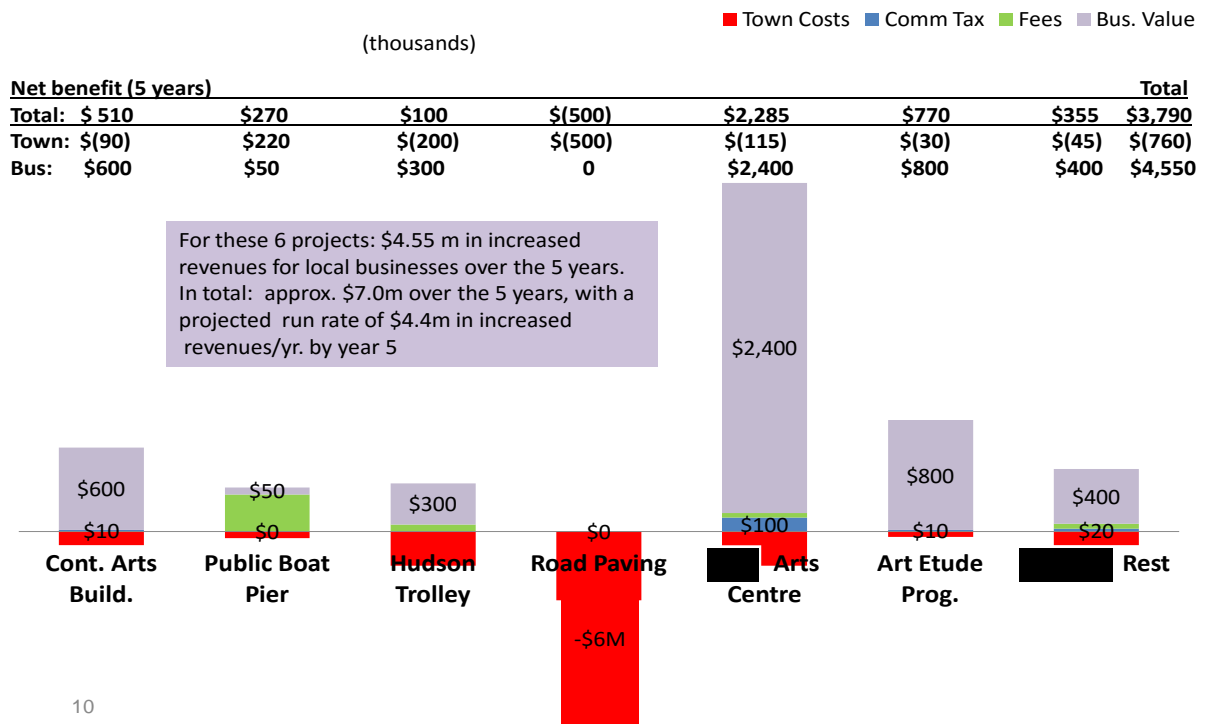 Town Costs Comm Tax Fees Bus. Value
(thousands)
Net benefit (5 years) Total
Total: $ 510 $270 $100 $(500) $2,285 $770 $355 $3,790
Town: $(90) $220 $(200) $(500) $(115) $(30) $(45) $(760)
Bus: $600 $50 $300 0 $2,400 $800 $400 $4,550
For these 6 projects: $4.55 m in increased
revenues for local businesses over the 5 years.
In total: approx. $7.0m over the 5 years, with a
projected run rate of $4.4m in increased
revenues/yr. by year 5
$2,400
$600 $50 $300 $800 $400
$10 $0 $0 $100 $10 $20
Cont. Arts Public Boat Hudson Road Paving Arts Art Etude Rest
Build. Pier Trolley Centre Prog.
-$6M
10